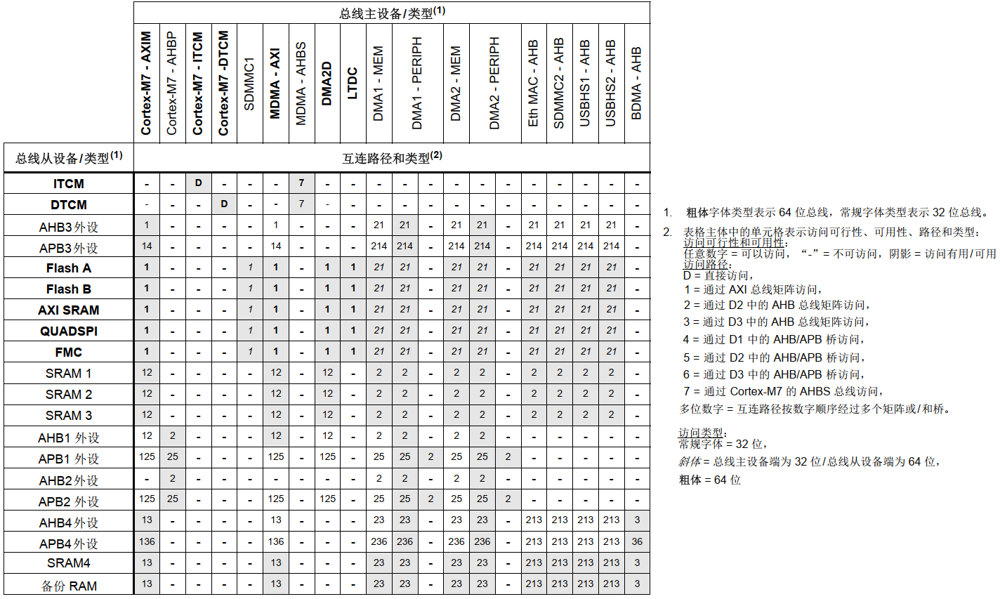 总线主设备/类型(1)
Cortex-M7 - AXIM
Cortex-M7 - AHBP
Cortex-M7 - ITCM
Cortex-M7 -DTCM
SDMMC1
MDMA - AXI
MDMA - AHBS
DMA2D
LTDC
DMA1 - MEM
DMA1 - PERIPH
DMA2 - MEM
DMA2 - PERIPH
Eth MAC - AHB
SDMMC2 - AHB
USBHS1 - AHB
USBHS2 - AHB
BDMA - AHB
总线从设备/类型(1) 互连路径和类型(2)
ITCM - - D - - - 7 - - - - - - - - - - - - -
DTCM - - - D - - 7 - - - - - - - - - - - - -
AHB3外设 1 - - - - 1 - - - 21 21 - 21 21 - 21 21 21 21 -
APB3外设 14 - - - - 14 - - - 214 214 - 214 214 - 214 214 214 214 -
Flash A 1 - - - 1 1 - 1 1 21 21 - 21 21 - 21 21 21 21 -
Flash B 1 - - - 1 1 - 1 1 21 21 - 21 21 - 21 21 21 21 -
AXI SRAM 1 - - - 1 1 - 1 1 21 21 - 21 21 - 21 21 21 21 -
QUADSPI 1 - - - 1 1 - 1 1 21 21 - 21 21 - 21 21 21 21 -
FMC 1 - - - 1 1 - 1 1 21 21 - 21 21 - 21 21 21 21 -
SRAM 1 12 - - - - 12 - 12 - 2 2 - 2 2 - 2 2 2 2 -
SRAM 2 12 - - - - 12 - 12 - 2 2 - 2 2 - 2 2 2 2 -
SRAM 3 12 - - - - 12 - 12 - 2 2 - 2 2 - 2 2 2 2 -
AHB1 外设 12 2 - - - 12 - 12 - 2 2 - 2 2 - - - - - -
APB1 外设 125 25 - - - 125 - 125 - 25 25 2 25 25 2 - - - - -
AHB2外设 - 2 - - - - - - - 2 2 - 2 2 - - - - - -
APB2 外设 125 25 - - - 125 - 125 - 25 25 2 25 25 2 - - - - -
AHB4外设 13 - - - - 13 - - - 23 23 - 23 23 - 213 213 213 213 3
APB4外设 136 - - - - 136 - - - 236 236 - 236 236 - 213 213 213 213 36
SRAM4 13 - - - - 13 - - - 23 23 - 23 23 - 213 213 213 213 3
备份 RAM 13 - - - - 13 - - - 23 23 - 23 23 - 213 213 213 213 3
1. 粗体字体类型表示 64 位总线，常规字体类型表示 32 位总线。
2. 表格主体中的单元格表示访问可行性、可用性、路径和类型：
访问可行性和可用性：
任意数字 = 可以访问，“-” = 不可访问，阴影 = 访问有用/可用
访问路径：
D = 直接访问，
1 = 通过 AXI 总线矩阵访问，
2 = 通过 D2 中的 AHB 总线矩阵访问，
3 = 通过 D3 中的 AHB 总线矩阵访问，
4 = 通过 D1 中的 AHB/APB 桥访问，
5 = 通过 D2 中的 AHB/APB 桥访问，
6 = 通过 D3 中的 AHB/APB 桥访问，
7 = 通过 Cortex-M7 的 AHBS 总线访问，
多位数字 = 互连路径按数字顺序经过多个矩阵或/和桥。
访问类型：
常规字体 = 32 位，
斜体 = 总线主设备端为 32 位/总线从设备端为 64 位，
粗体 = 64 位